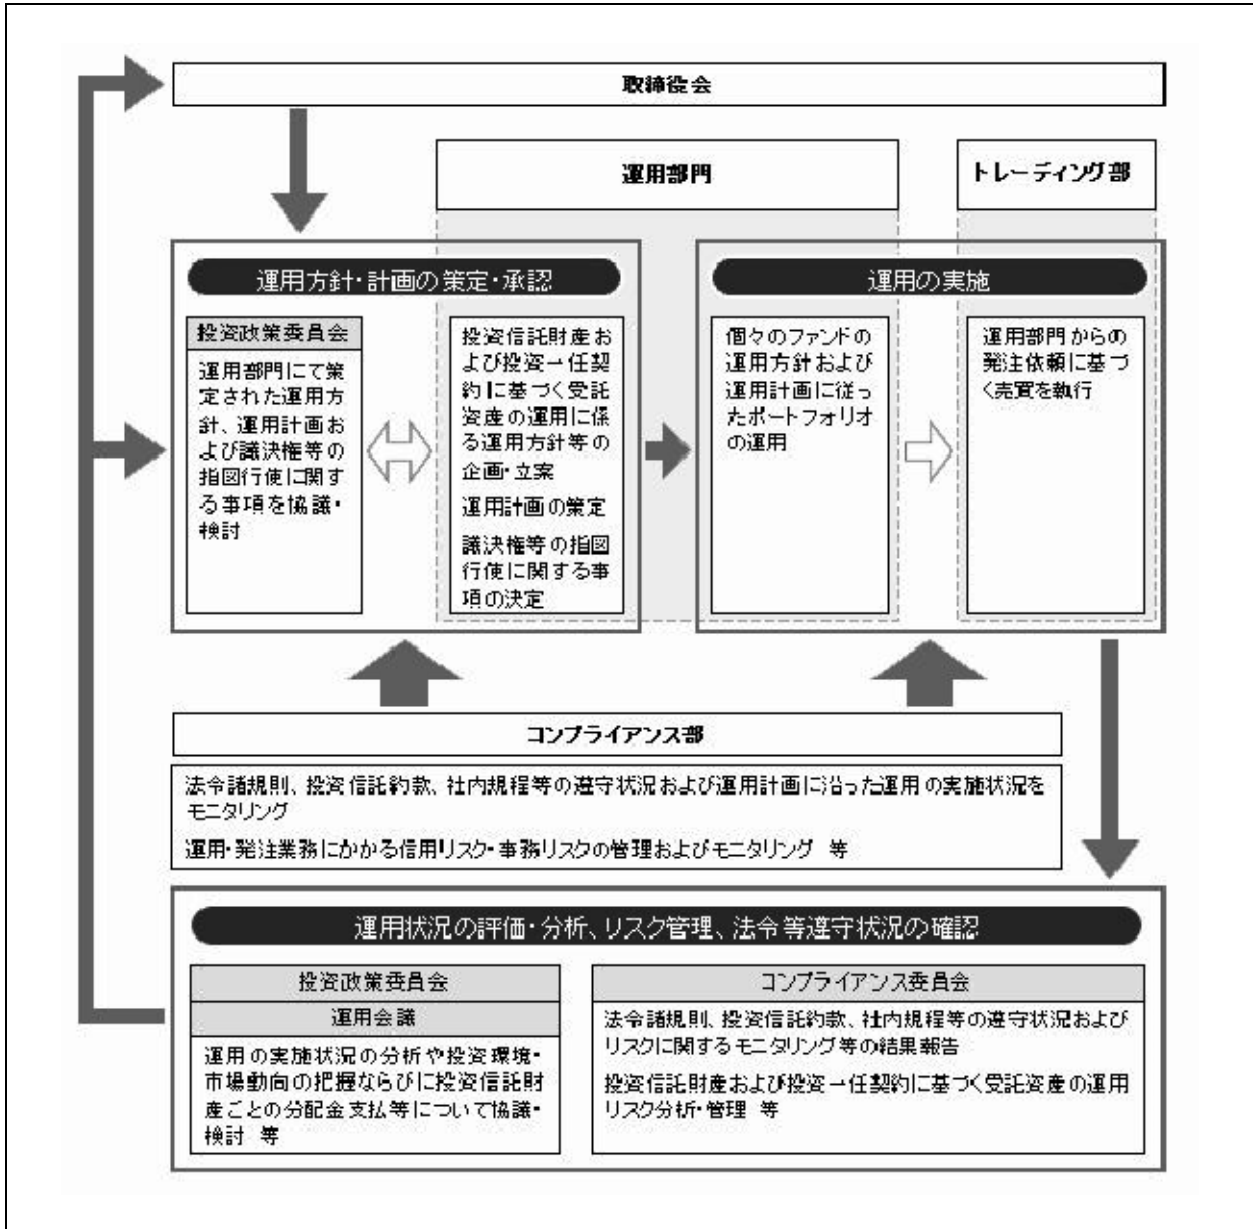 取締役会
運用部門
トレーディング部
運用方針・計画の策定・承認
投資政策委員会
運用部門にて策
定された運用方
針、運用計画お
よび議決権等の
指図行使に関す
る事項を協議・
検討
投資信託財産お
よび投資一任契
約に基づく受託
資産の運用に係
る運用方針等の
企画・立案
運用計画の策定
議決権等の指図
行使に関する事
項の決定
運用の実施
個々のファンドの
運用方針および
運用計画に従っ
たポートフォリオ
の運用
運用部門からの
発注依頼に基づ
く売買を執行
コンプライアンス部
法令諸規則、投資信託約款、社内規程等の遵守状況および運用計画に沿った運用の実施状況を
モニタリング
運用・発注業務にかかる信用リスク・事務リスクの管理およびモニタリング 等
運用状況の評価・分析、リスク管理、法令等遵守状況の確認
投資政策委員会
運用会議
運用の実施状況の分析や投資環境・
市場動向の把握ならびに投資信託財
産ごとの分配金支払等について協議・
検討 等
コンプライアンス委員会
法令諸規則、投資信託約款、社内規程等の遵守状況および
リスクに関するモニタリング等の結果報告
投資信託財産および投資一任契約に基づく受託資産の運用
リスク分析・管理 等